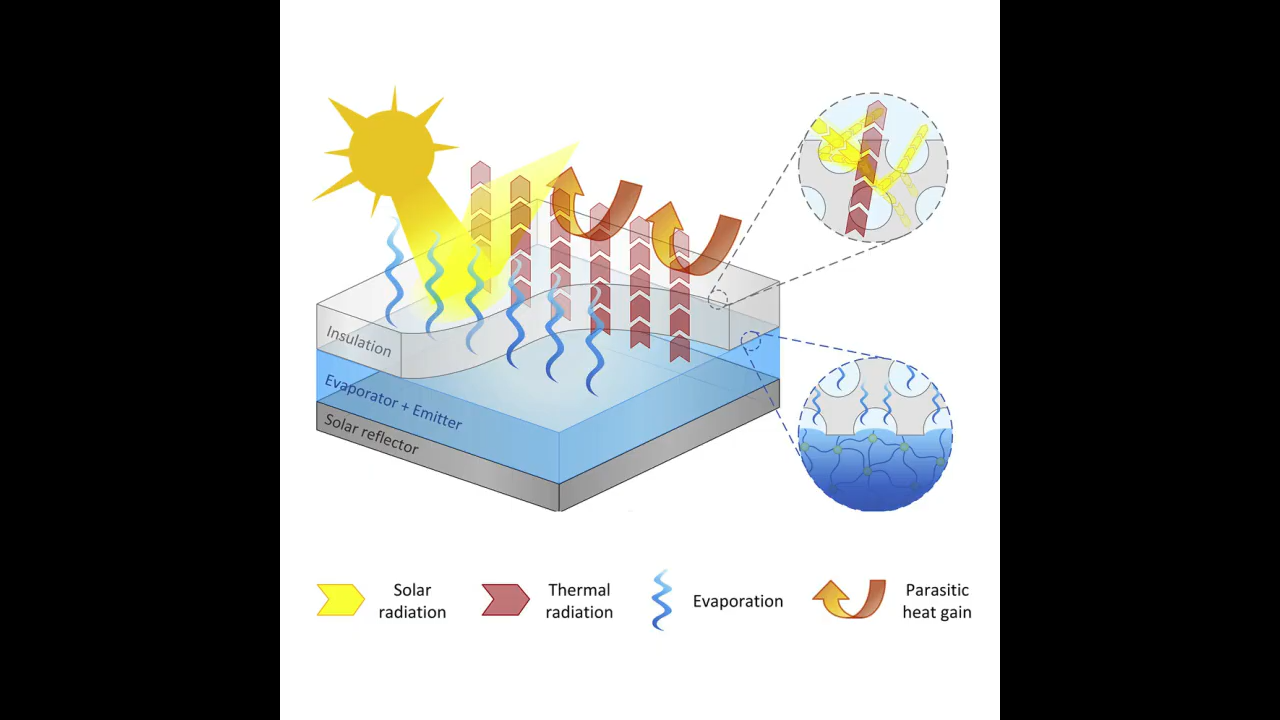 Insulation
Evaporator + Emitter
Solar reflector
Solar
radiation
Thermal
radiation
Evaporation
Parasitic
heat gain